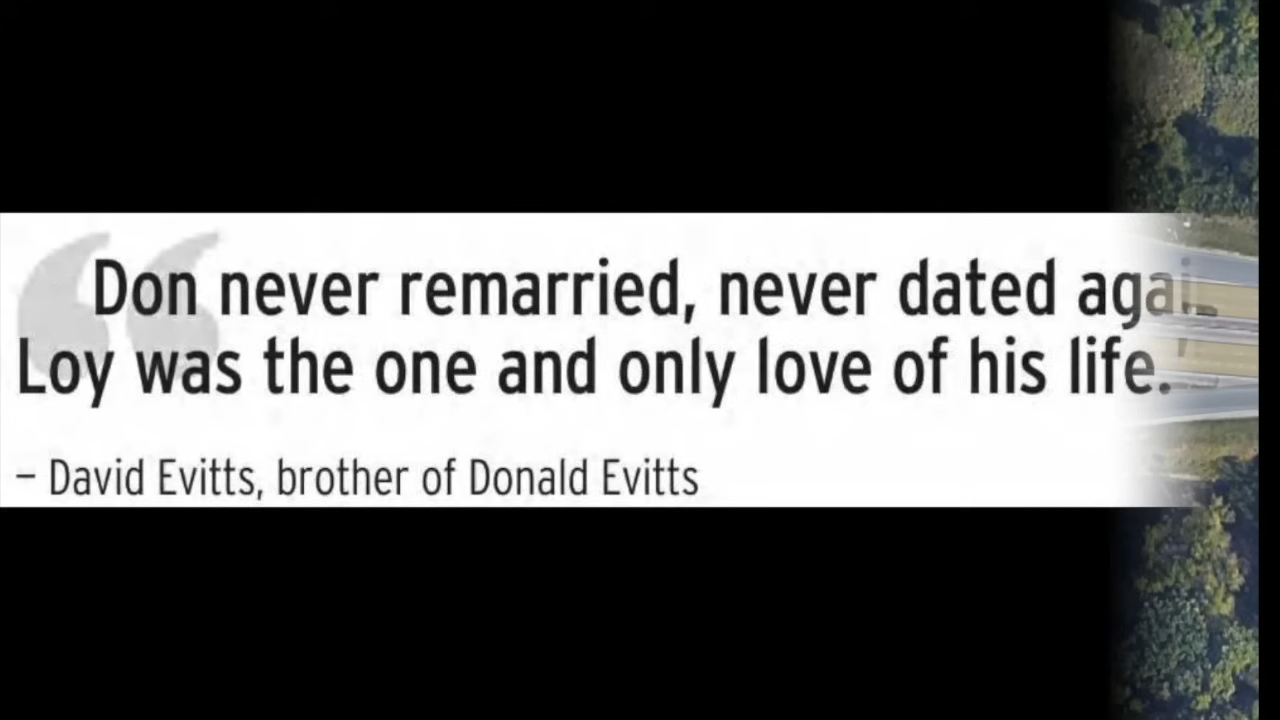 “ Don never remarried, never dated agai
Loy was the one and only love of his life.
– David Evitts, brother of Donald Evitts